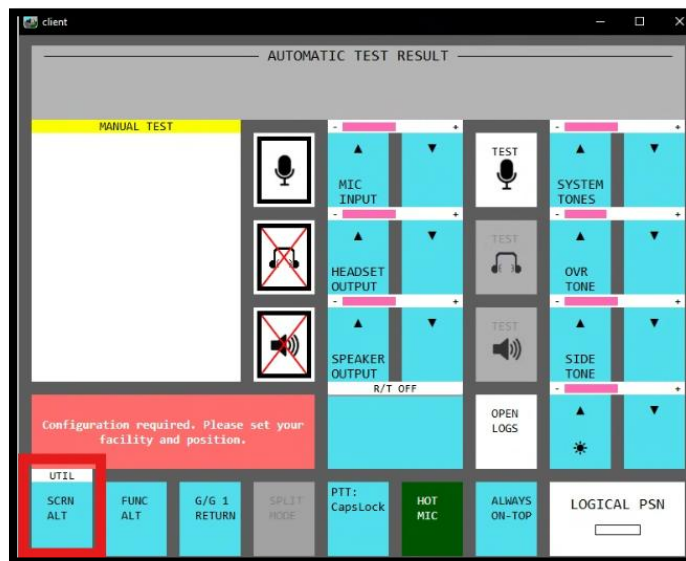 client
AUTOMATIC TEST RESULT
MANUAL TEST
- +
MIC
INPUT
TEST
- +
SYSTEM
TONES
- +
HEADSET
OUTPUT
TEST
- +
OVR
TONE
- +
SPEAKER
OUTPUT
TEST
- +
SIDE
TONE
Configuration required. Please set your
facility and position.
R/T OFF
OPEN
LOGS
- +
UTIL
SCRN
ALT
FUNC
ALT
G/G 1
RETURN
SPLIT
MODE
PTT:
CapsLock
HOT
MIC
ALWAYS
ON-TOP
LOGICAL PSN